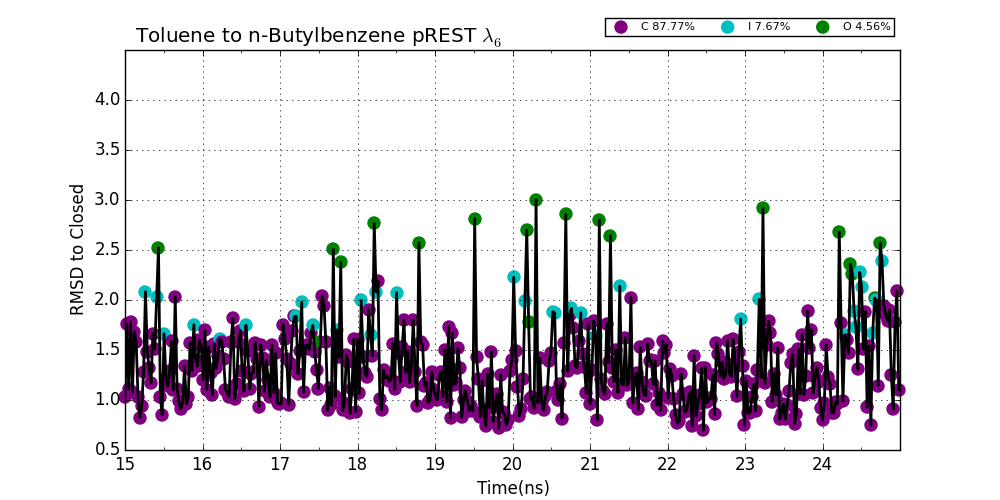 Toluene to n-Butylbenzene pREST λ₆
C 87.77% I 7.67% O 4.56%
RMSD to Closed
4.0
3.5
3.0
2.5
2.0
1.5
1.0
0.5
15 16 17 18 19 20 21 22 23 24
Time(ns)